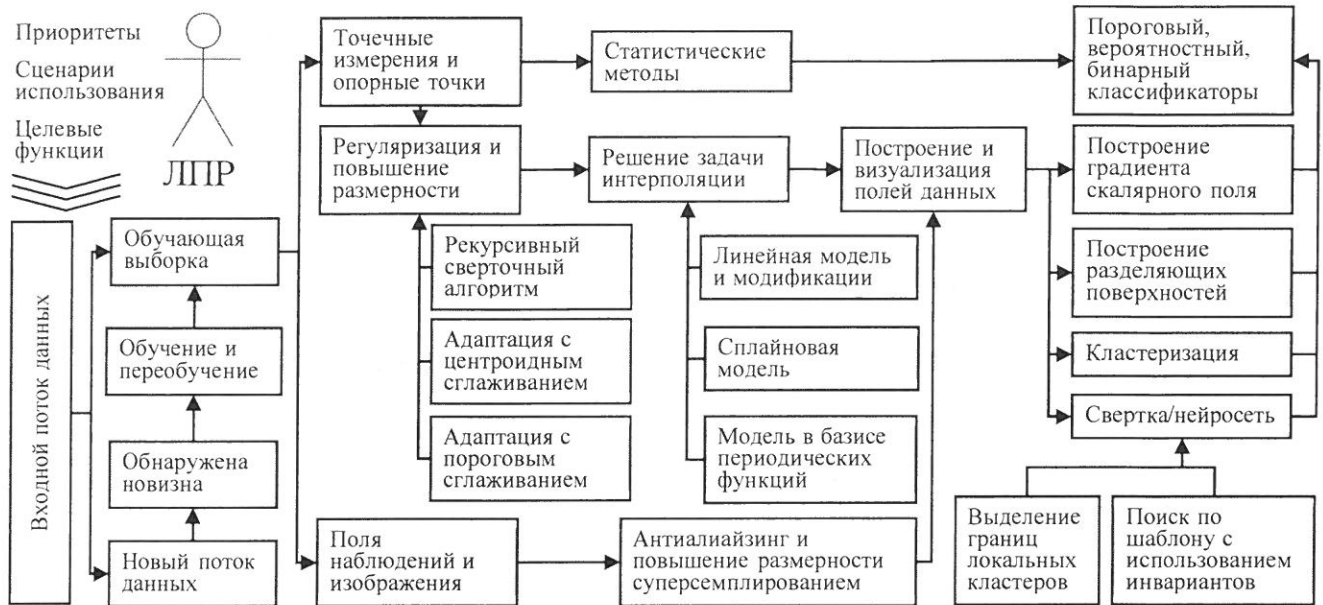 Приоритеты
Сценарии
использования
Целевые
функции
ЛПР
Входной поток данных
Обучающая
выборка
Обучение и
переобучение
Обнаружена
новизна
Новый поток
данных
Точечные
измерения и
опорные точки
Статистические
методы
Пороговый,
вероятностный,
бинарный
классификаторы
Регуляризация и
повышение
размерности
Решение задачи
интерполяции
Построение и
визуализация
полей данных
Построение
градиента
скалярного поля
Рекурсивный
сверточный
алгоритм
Линейная модель
и модификации
Построение
разделяющих
поверхностей
Адаптация с
центроидным
сглаживанием
Сплайновая
модель
Кластеризация
Адаптация с
пороговым
сглаживанием
Модель в базисе
периодических
функций
Свертка/нейросеть
Поля
наблюдений и
изображения
Антиалиайзинг и
повышение размерности
суперсемплированием
Выделение
границ
локальных
кластеров
Поиск по
шаблону с
использованием
инвариантов